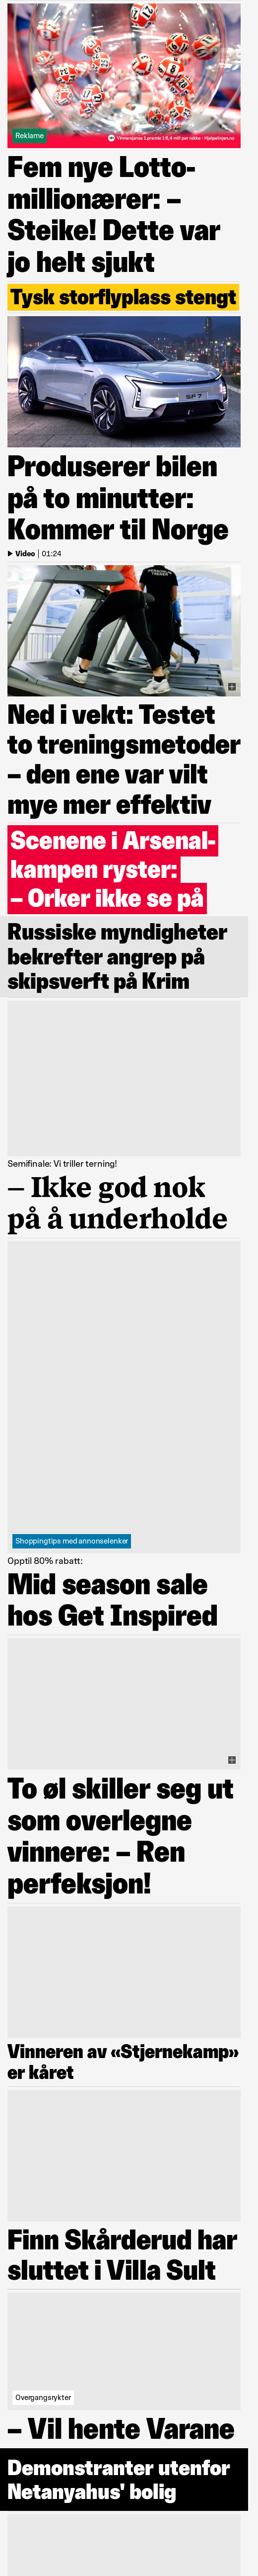 Reklame
Vinnersjanse 1.premie 1:5,4 mill per rekke - Hjelpelinjen.no
Fem nye Lotto-
millionærer: –
Steike! Dette var
jo helt sjukt
Tysk storflyplass stengt
SF 7
Produserer bilen
på to minutter:
Kommer til Norge
Video | 01:24
Ned i vekt: Testet
to treningsmetoder
– den ene var vilt
mye mer effektiv
Scenene i Arsenal-
kampen ryster:
– Orker ikke se på
Russiske myndigheter
bekrefter angrep på
skipsverft på Krim
Semifinale: Vi triller terning!
– Ikke god nok
på å underholde
Shoppingtips med annonselenker
Opptil 80% rabatt:
Mid season sale
hos Get Inspired
To øl skiller seg ut
som overlegne
vinnere: – Ren
perfeksjon!
Vinneren av «Stjernekamp»
er kåret
Finn Skårderud har
sluttet i Villa Sult
Overgangsrykter
– Vil hente Varane
Demonstranter utenfor
Netanyahus' bolig